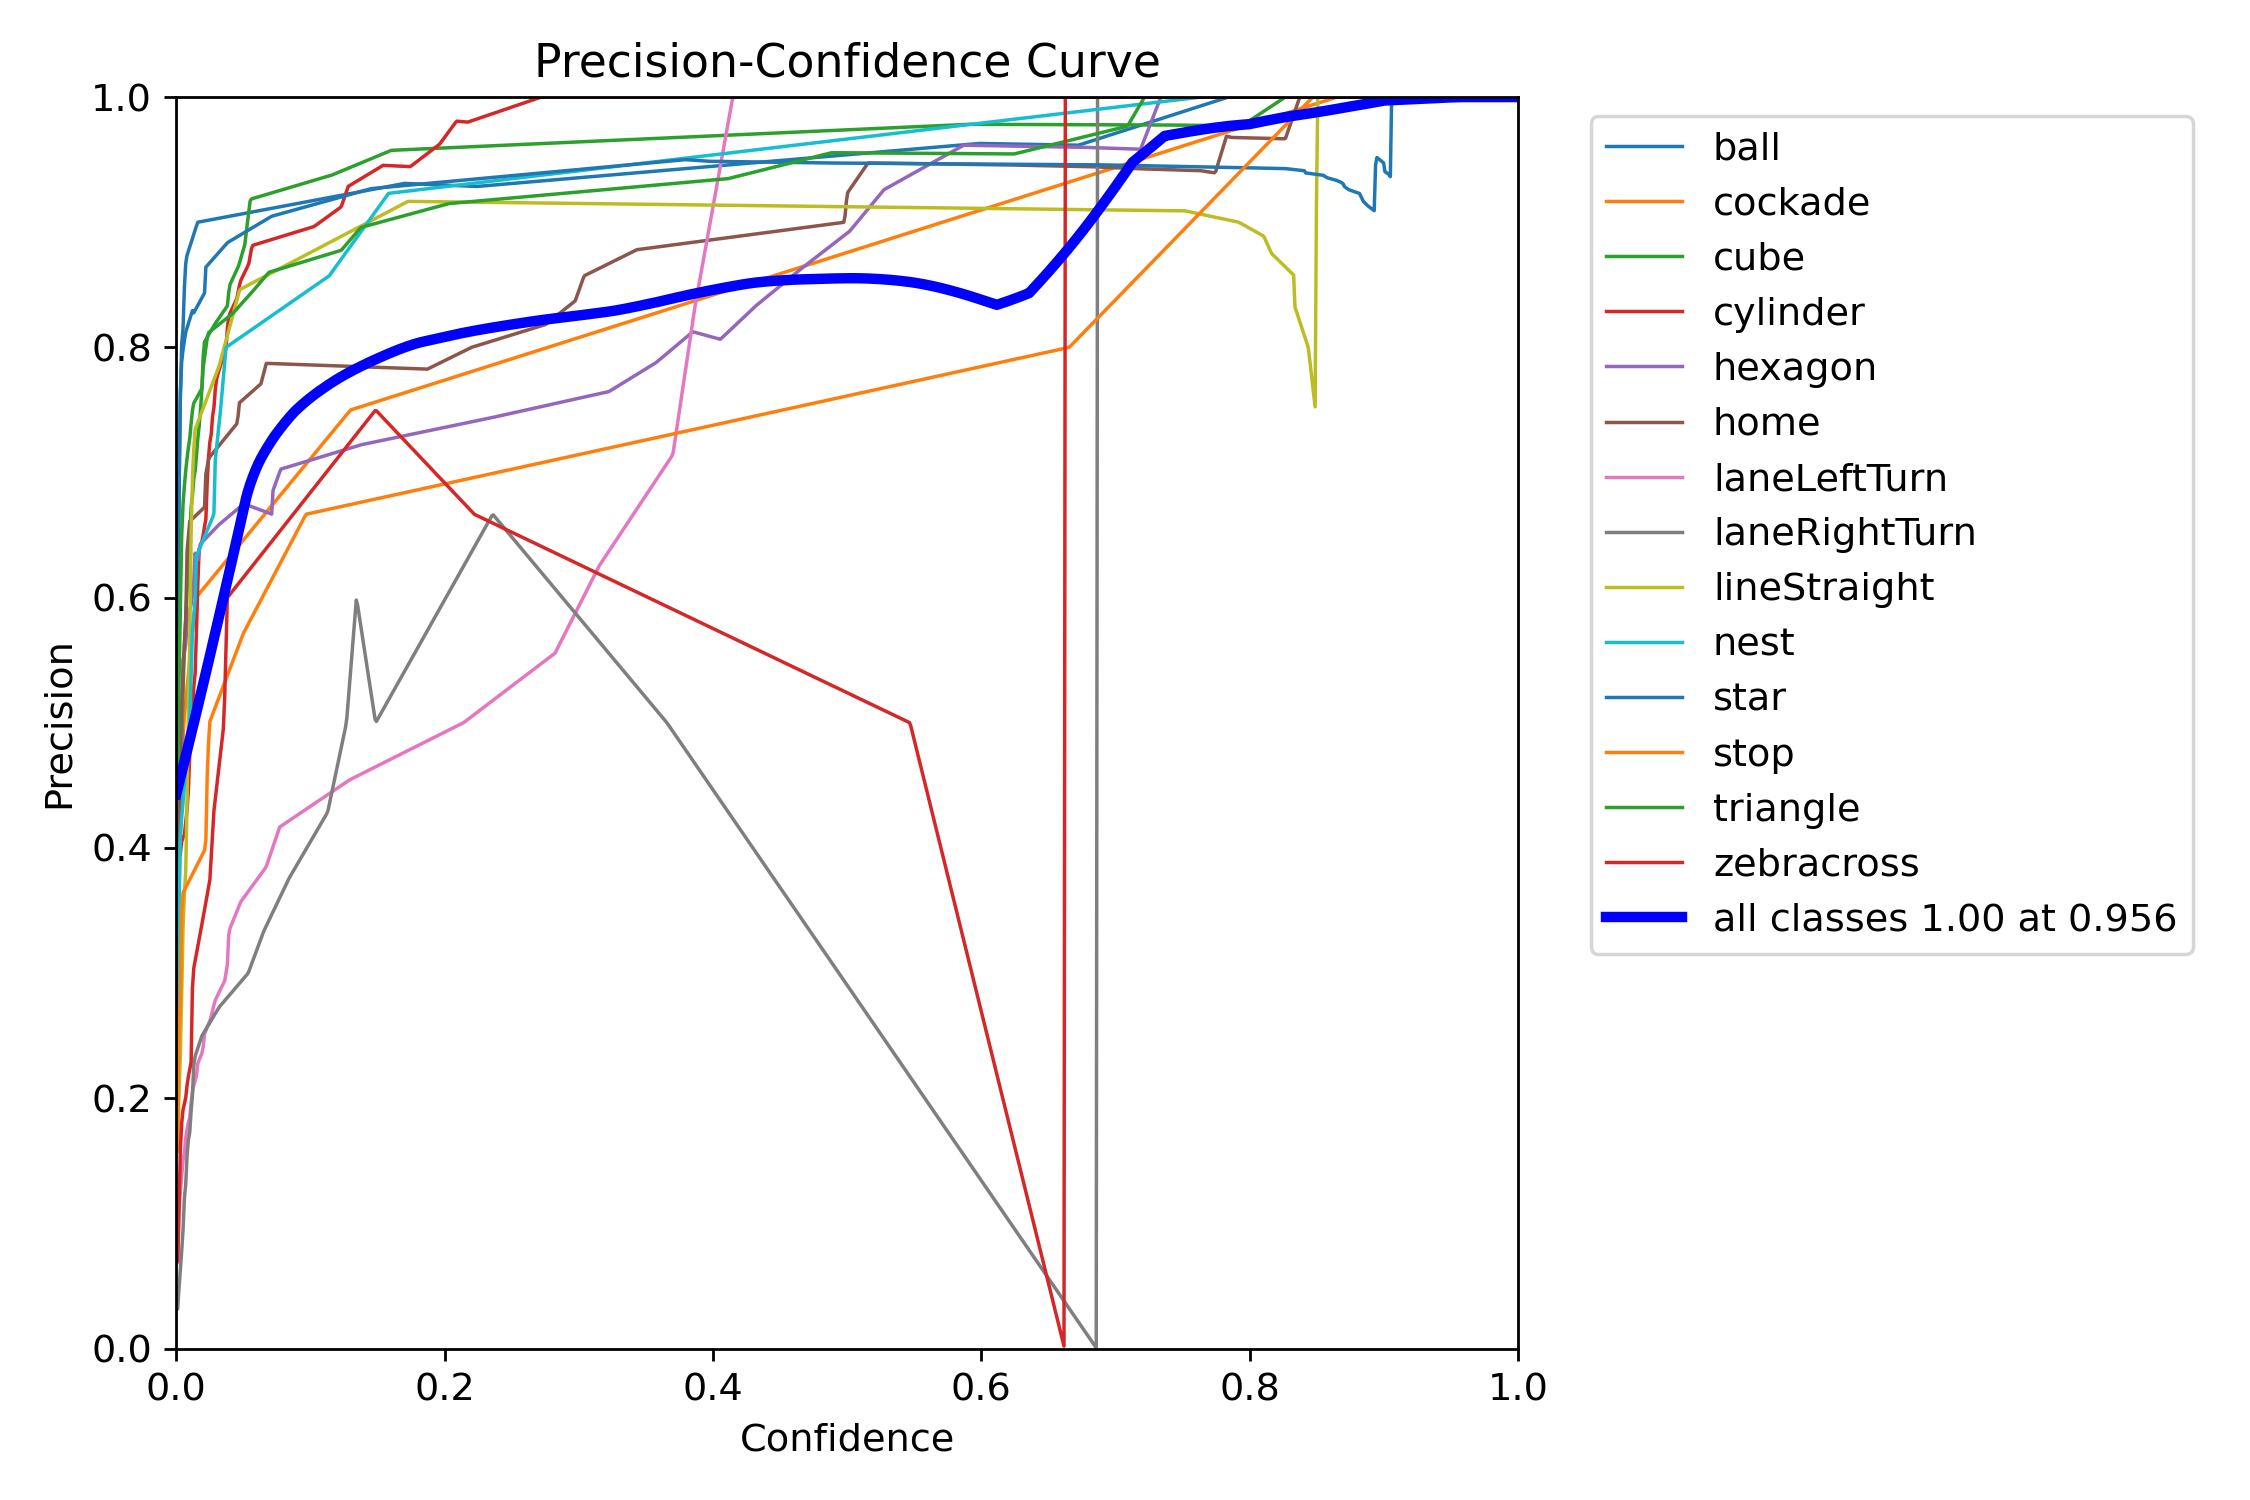 Precision-Confidence Curve
1.0
0.8
0.6
0.4
0.2
0.0
Precision
0.0 0.2 0.4 0.6 0.8 1.0
Confidence
ball
cockade
cube
cylinder
hexagon
home
laneLeftTurn
laneRightTurn
lineStraight
nest
star
stop
triangle
zebracross
all classes 1.00 at 0.956